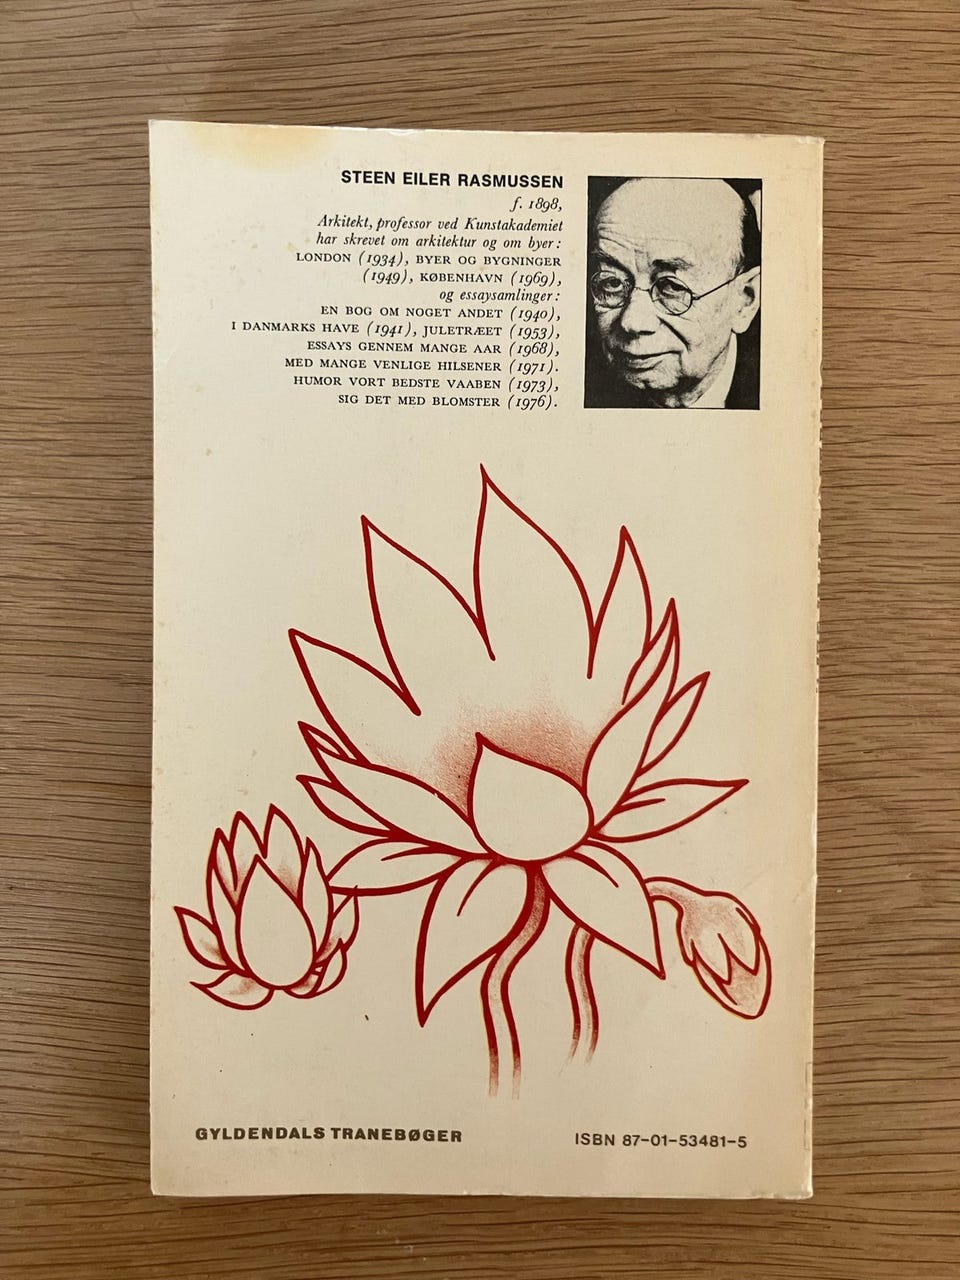 STEEN EILER RASMUSSEN
f. 1898,
Arkitekt, professor ved Kunstakademiet
har skrevet om arkitektur og om byer:
LONDON (1934), BYER OG BYGNINGER
(1949), KØBENHAVN (1969),
og essaysamlinger:
EN BOG OM NOGET ANDET (1940),
I DANMARKS HAVE (1941), JULETRÆET (1953),
ESSAYS GENNEM MANGE AAR (1968),
MED MANGE VENLIGE HILSENER (1971).
HUMOR VORT BEDSTE VAABEN (1973),
SIG DET MED BLOMSTER (1976).
GYLDENDALS TRANEBØGER
ISBN 87-01-53481-5